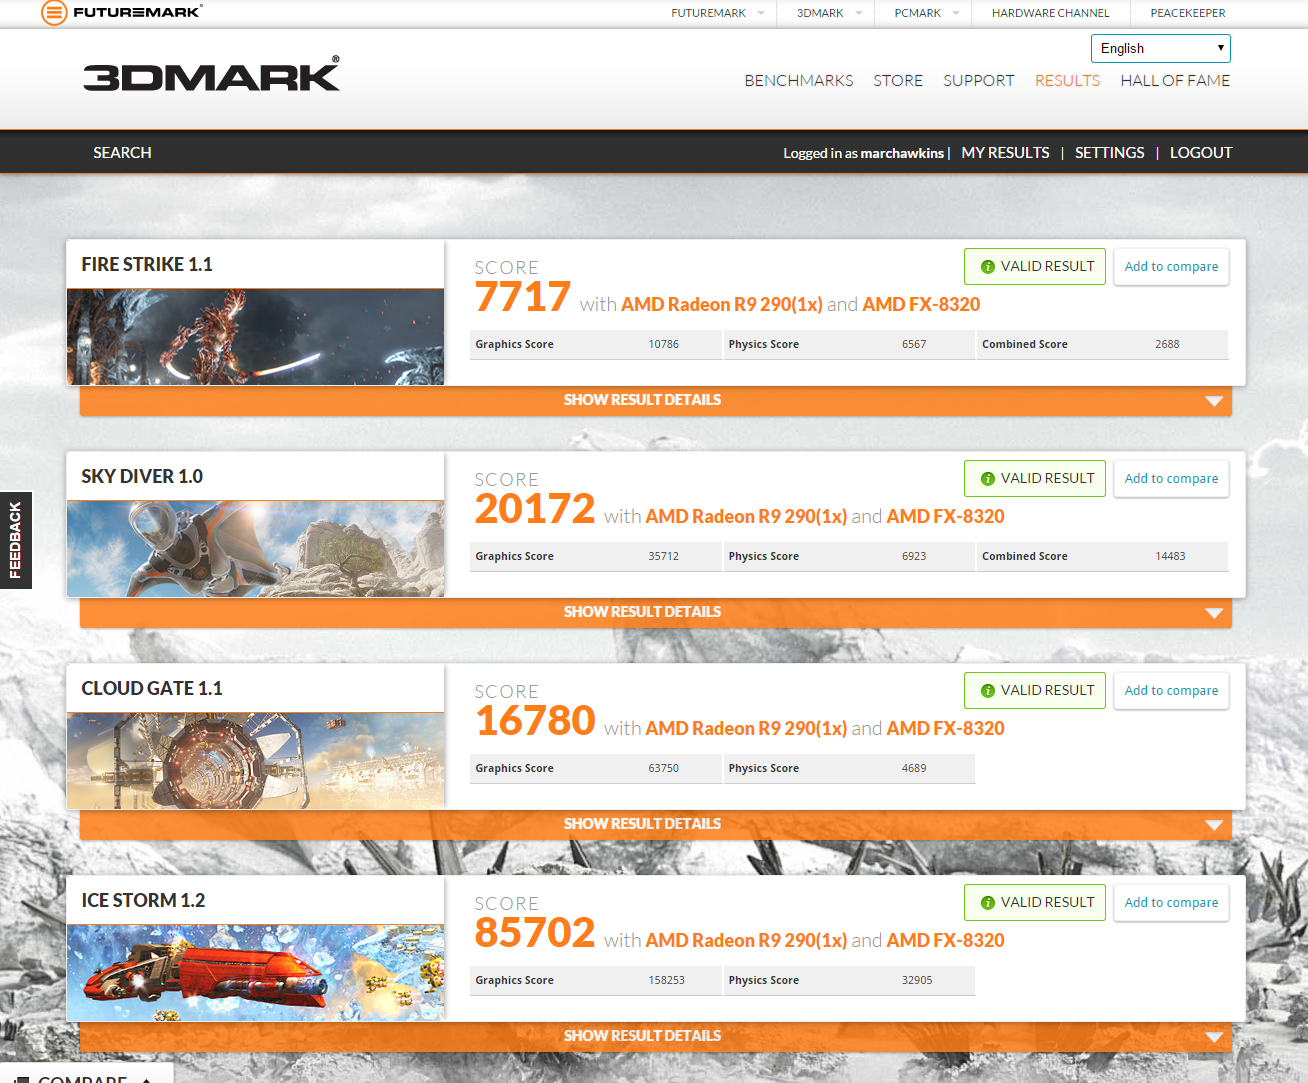 FUTUREMARK®
FUTUREMARK 3DMARK PCMARK HARDWARE CHANNEL PEACEKEEPER
English
3DMARK®
BENCHMARKS STORE SUPPORT RESULTS HALL OF FAME
SEARCH
Logged in as marchawkins | MY RESULTS | SETTINGS | LOGOUT
FIRE STRIKE 1.1
SCORE
VALID RESULT
Add to compare
7717 with AMD Radeon R9 290(1x) and AMD FX-8320
Graphics Score 10786 Physics Score 6567 Combined Score 2688
SHOW RESULT DETAILS
SKY DIVER 1.0
SCORE
VALID RESULT
Add to compare
20172 with AMD Radeon R9 290(1x) and AMD FX-8320
Graphics Score 35712 Physics Score 6923 Combined Score 14483
SHOW RESULT DETAILS
FEEDBACK
CLOUD GATE 1.1
SCORE
VALID RESULT
Add to compare
16780 with AMD Radeon R9 290(1x) and AMD FX-8320
Graphics Score 63750 Physics Score 4689
SHOW RESULT DETAILS
ICE STORM 1.2
SCORE
VALID RESULT
Add to compare
85702 with AMD Radeon R9 290(1x) and AMD FX-8320
Graphics Score 158253 Physics Score 32905
SHOW RESULT DETAILS
COMPARE